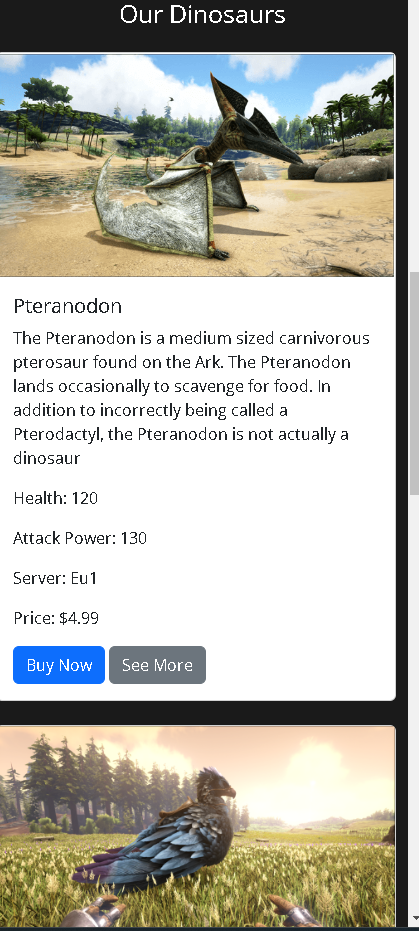 Our Dinosaurs
Pteranodon
The Pteranodon is a medium sized carnivorous
pterosaur found on the Ark. The Pteranodon
lands occasionally to scavenge for food. In
addition to incorrectly being called a
Pterodactyl, the Pteranodon is not actually a
dinosaur
Health: 120
Attack Power: 130
Server: Eu1
Price: $4.99
Buy Now See More